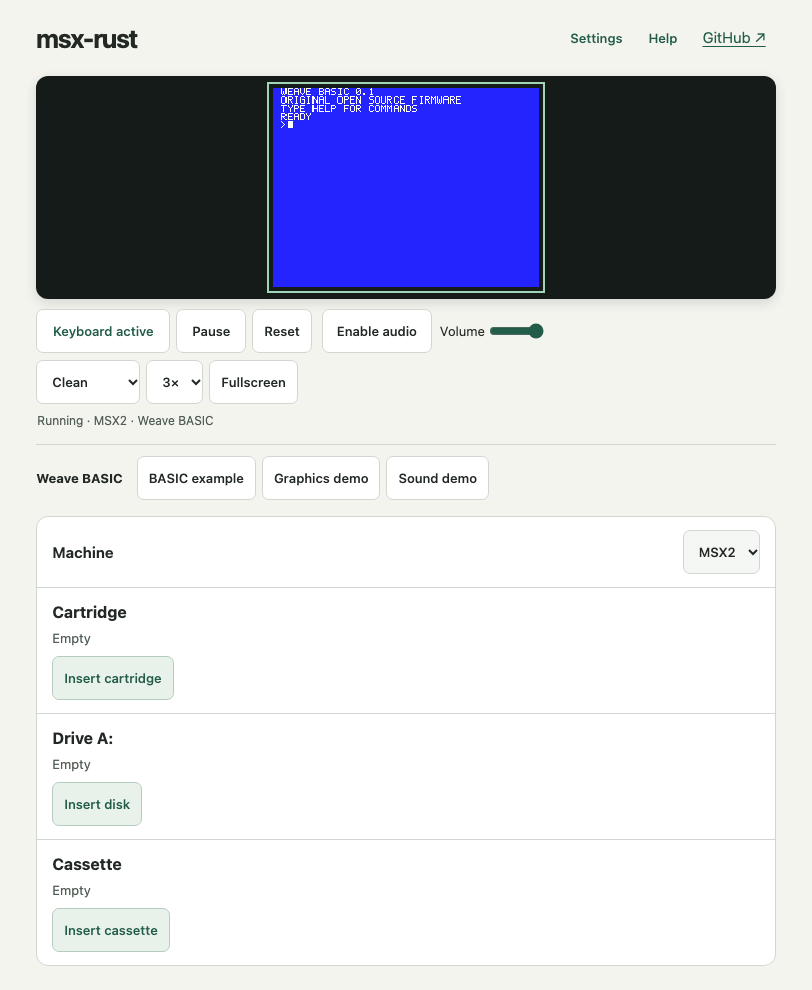 msx-rust
Settings Help GitHub ↗
WEAVE BASIC 0.1
ORIGINAL OPEN SOURCE FIRMWARE
TYPE HELP FOR COMMANDS
READY
>
Keyboard active Pause Reset Enable audio Volume
Clean 3× Fullscreen
Running · MSX2 · Weave BASIC
Weave BASIC BASIC example Graphics demo Sound demo
Machine MSX2
Cartridge
Empty
Insert cartridge
Drive A:
Empty
Insert disk
Cassette
Empty
Insert cassette